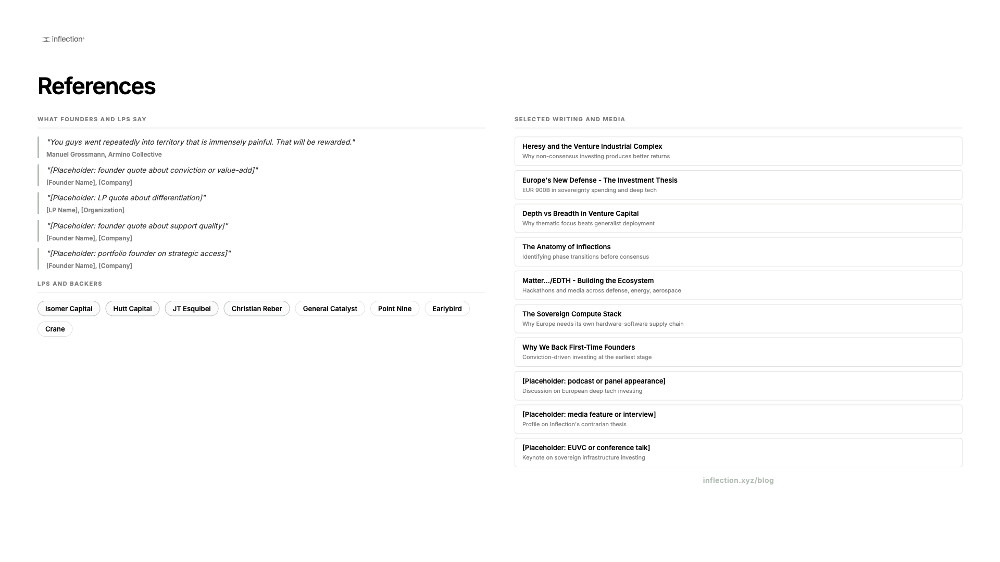 inflection
References
WHAT FOUNDERS AND LPS SAY
"You guys went repeatedly into territory that is immensely painful. That will be rewarded."
Manuel Grossmann, Armino Collective
"[Placeholder: founder quote about conviction or value-add]"
[Founder Name], [Company]
"[Placeholder: LP quote about differentiation]"
[LP Name], [Organization]
"[Placeholder: founder quote about support quality]"
[Founder Name], [Company]
"[Placeholder: portfolio founder on strategic access]"
[Founder Name], [Company]
LPS AND BACKERS
Isomer Capital Hutt Capital JT Esquibel Christian Reber General Catalyst Point Nine Earlybird
Crane
SELECTED WRITING AND MEDIA
Heresy and the Venture Industrial Complex
Why non-consensus investing produces better returns
Europe's New Defense - The Investment Thesis
EUR 900B in sovereignty spending and deep tech
Depth vs Breadth in Venture Capital
Why thematic focus beats generalist deployment
The Anatomy of Inflections
Identifying phase transitions before consensus
Matter.../EDTH - Building the Ecosystem
Hackathons and media across defense, energy, aerospace
The Sovereign Compute Stack
Why Europe needs its own hardware-software supply chain
Why We Back First-Time Founders
Conviction-driven investing at the earliest stage
[Placeholder: podcast or panel appearance]
Discussion on European deep tech investing
[Placeholder: media feature or interview]
Profile on Inflection's contrarian thesis
[Placeholder: EUVC or conference talk]
Keynote on sovereign infrastructure investing
inflection.xyz/blog